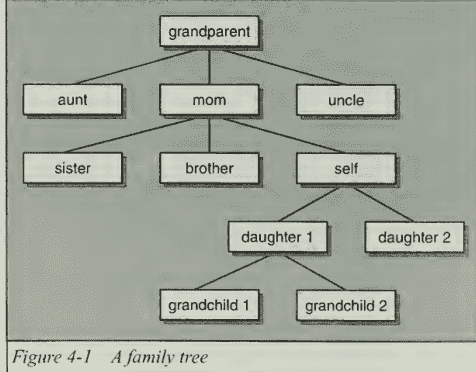 grandparent
aunt mom uncle
sister brother self
daughter 1 daughter 2
grandchild 1 grandchild 2
Figure 4-1 A family tree